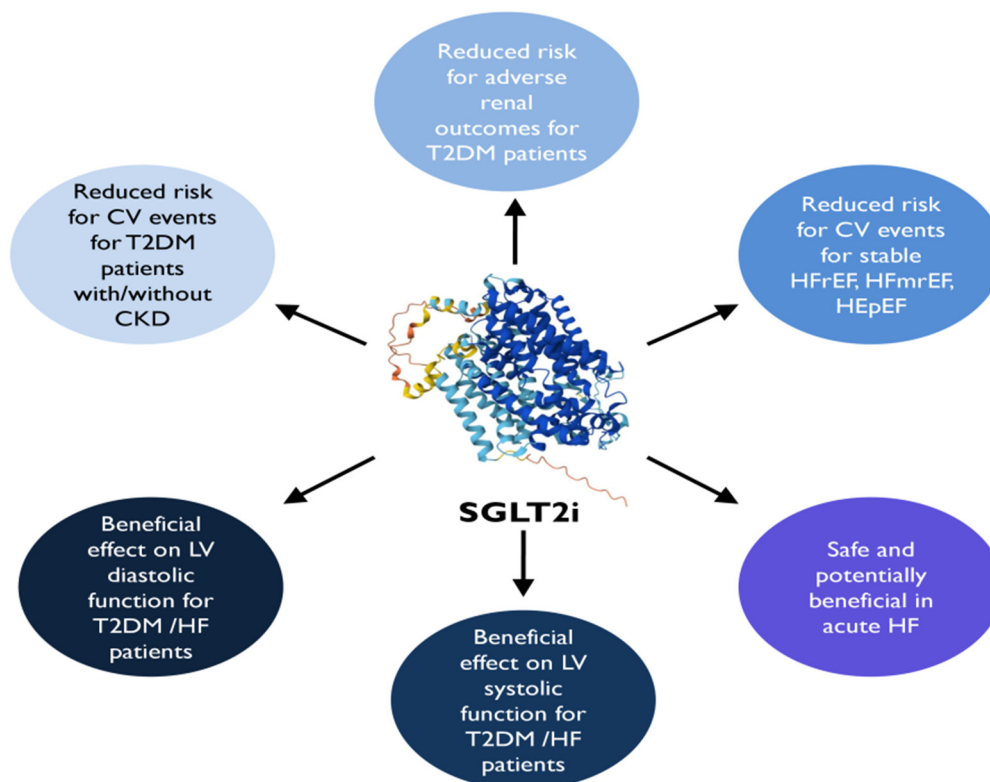 Reduced risk
for adverse
renal
outcomes for
T2DM patients
Reduced risk
for CV events
for T2DM
patients
with/without
CKD
Reduced risk
for CV events
for stable
HFrEF, HFmrEF,
HEpEF
SGLT2i
Beneficial
effect on LV
diastolic
function for
T2DM /HF
patients
Beneficial
effect on LV
systolic
function for
T2DM /HF
patients
Safe and
potentially
beneficial in
acute HF